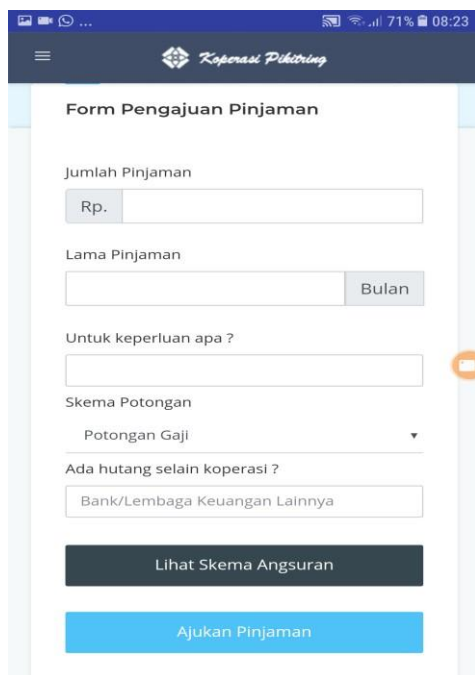 ... 71% 08:23
Koperasi Pikitring
Form Pengajuan Pinjaman
Jumlah Pinjaman
Rp.
Lama Pinjaman
Bulan
Untuk keperluan apa ?
Skema Potongan
Potongan Gaji
Ada hutang selain koperasi ?
Bank/Lembaga Keuangan Lainnya
Lihat Skema Angsuran
Ajukan Pinjaman